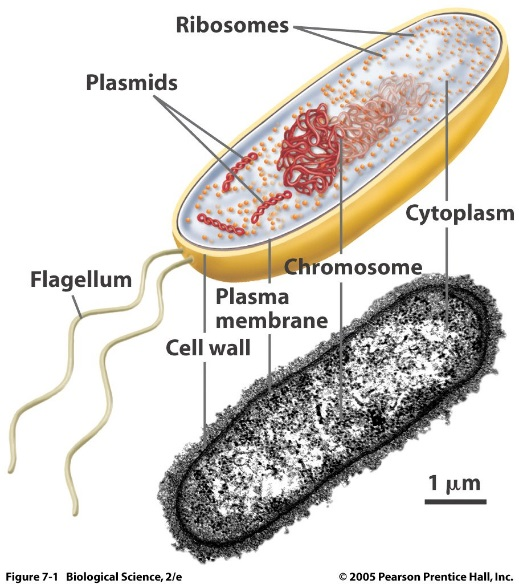 Ribosomes
Plasmids
Cytoplasm
Chromosome
Flagellum
Plasma
membrane
Cell wall
1 µm
Figure 7-1 Biological Science, 2/e
© 2005 Pearson Prentice Hall, Inc.